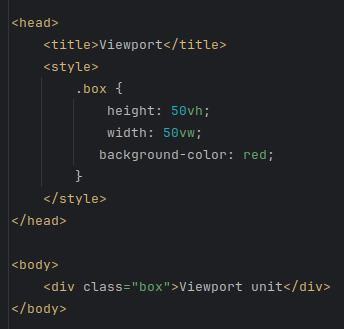 <head>
    <title>Viewport</title>
    <style>
        .box {
            height: 50vh;
            width: 50vw;
           background-color: red;
        }
    </style>
</head>

<body>
    <div class="box">Viewport unit</div>
</body>